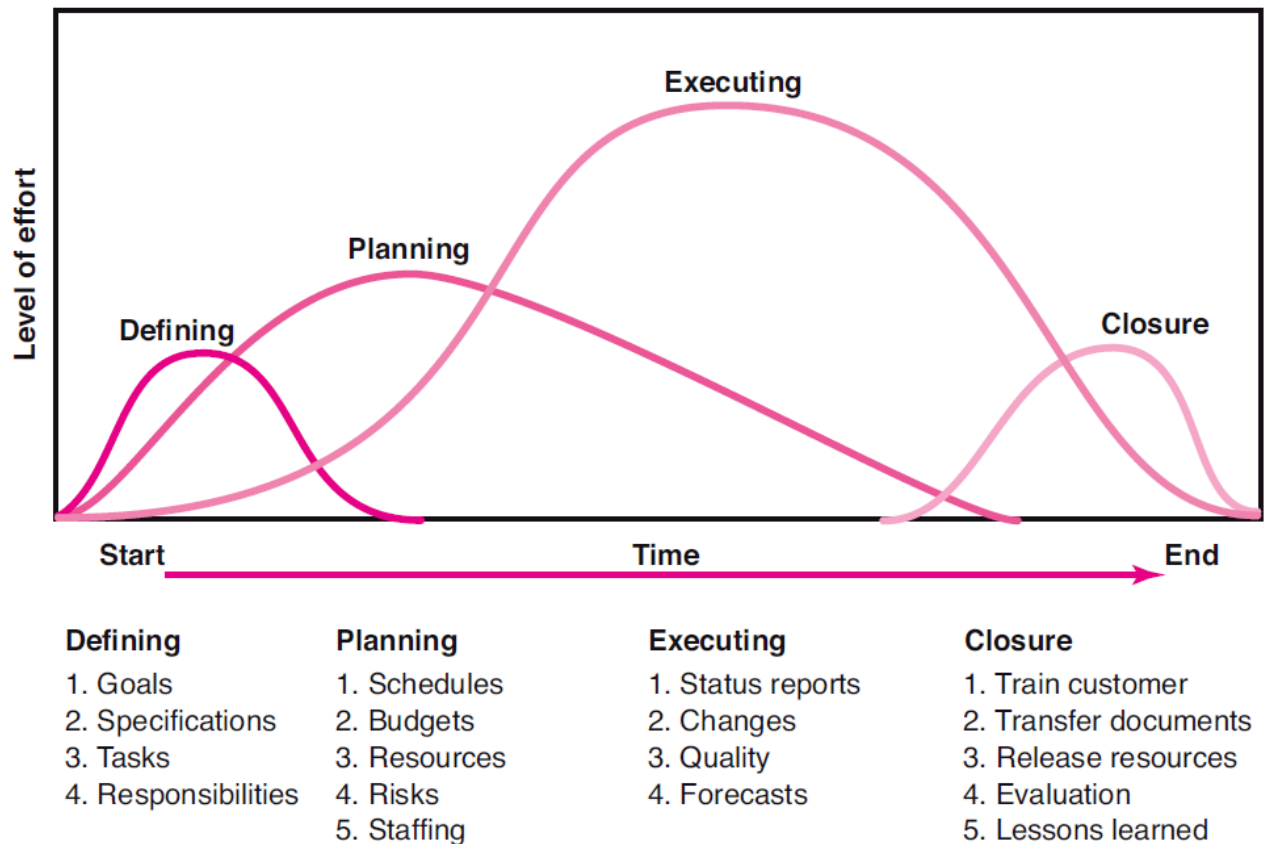 Executing
Planning
Defining
Closure
Level of effort
Start
Time
End
Defining
1. Goals
2. Specifications
3. Tasks
4. Responsibilities
Planning
1. Schedules
2. Budgets
3. Resources
4. Risks
5. Staffing
Executing
1. Status reports
2. Changes
3. Quality
4. Forecasts
Closure
1. Train customer
2. Transfer documents
3. Release resources
4. Evaluation
5. Lessons learned